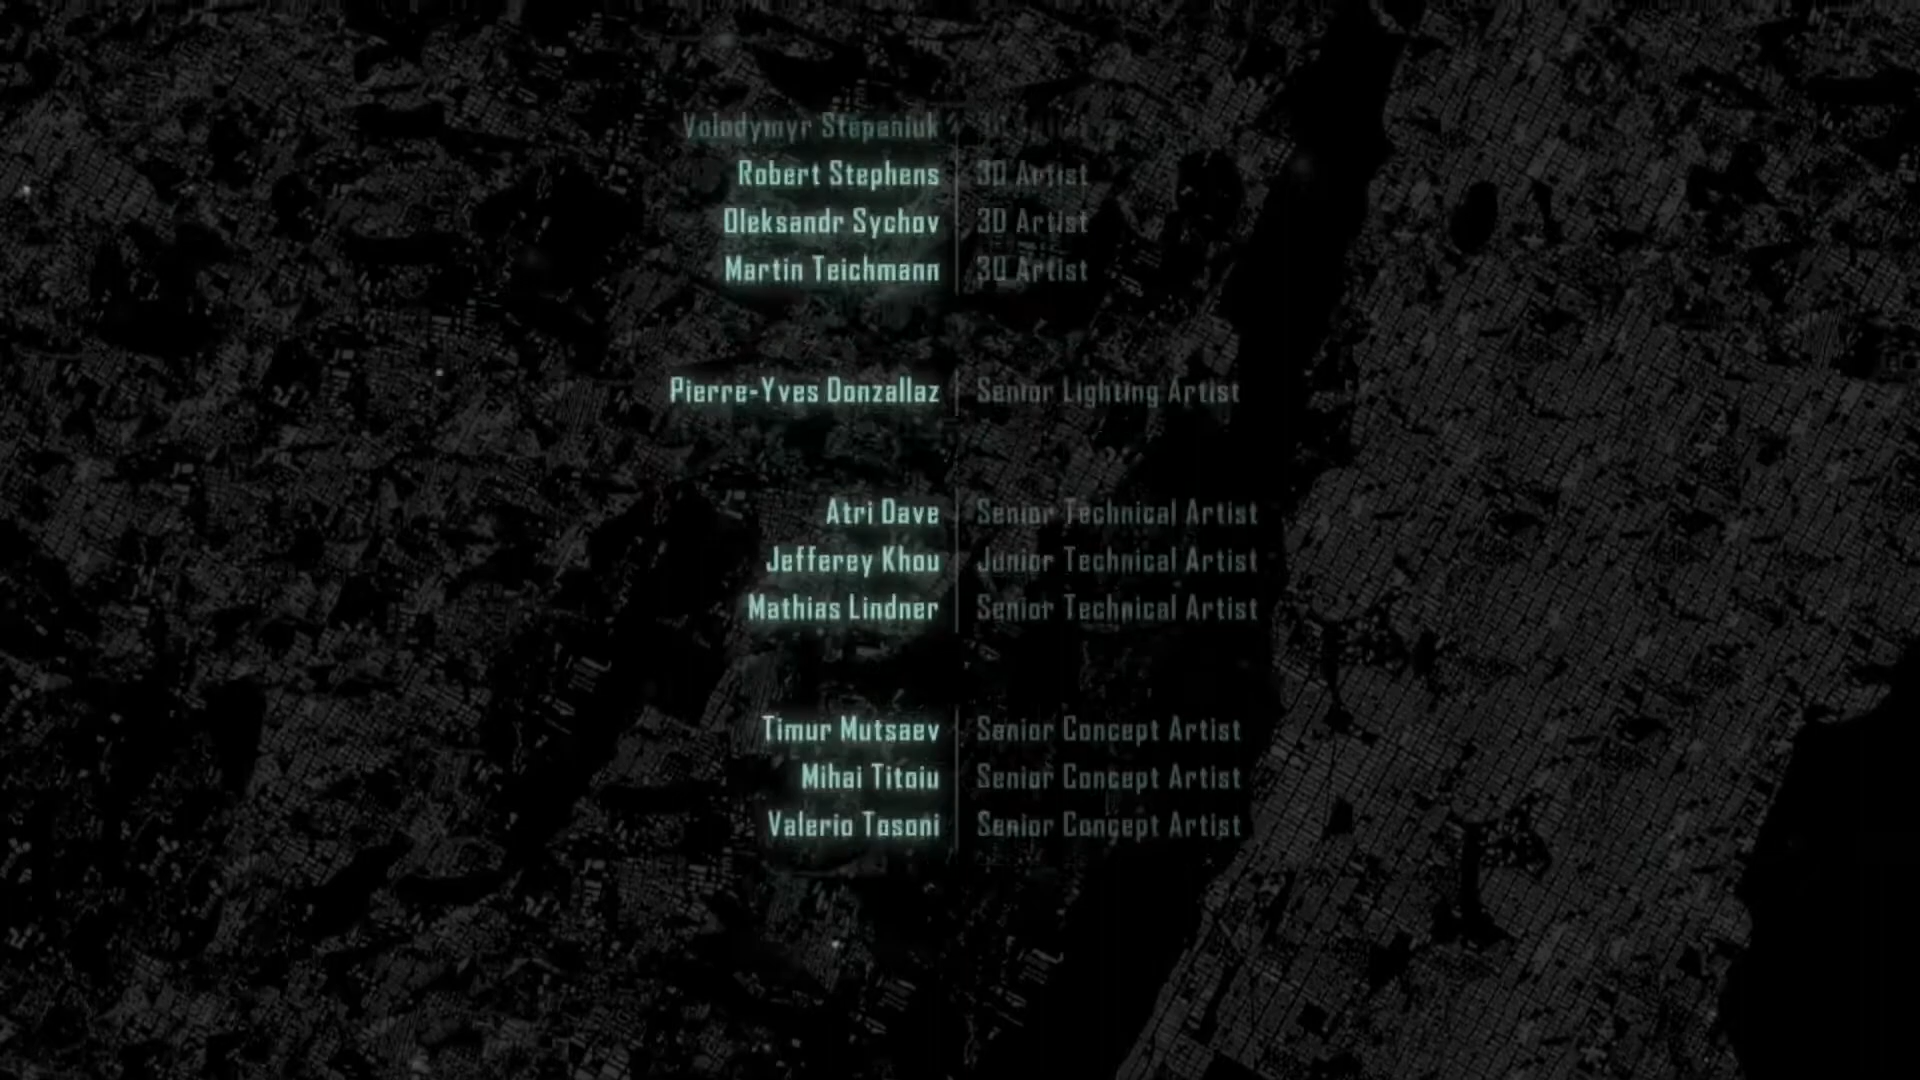 Volodymyr Stepaniuk
Robert Stephens 3D Artist
Oleksandr Sychov 3D Artist
Martin Teichmann 3D Artist
Pierre-Yves Donzallaz Senior Lighting Artist
Atri Dave Senior Technical Artist
Jefferey Khou Junior Technical Artist
Mathias Lindner Senior Technical Artist
Timur Mutsaev Senior Concept Artist
Mihai Titoiu Senior Concept Artist
Valerio Tosoni Senior Concept Artist